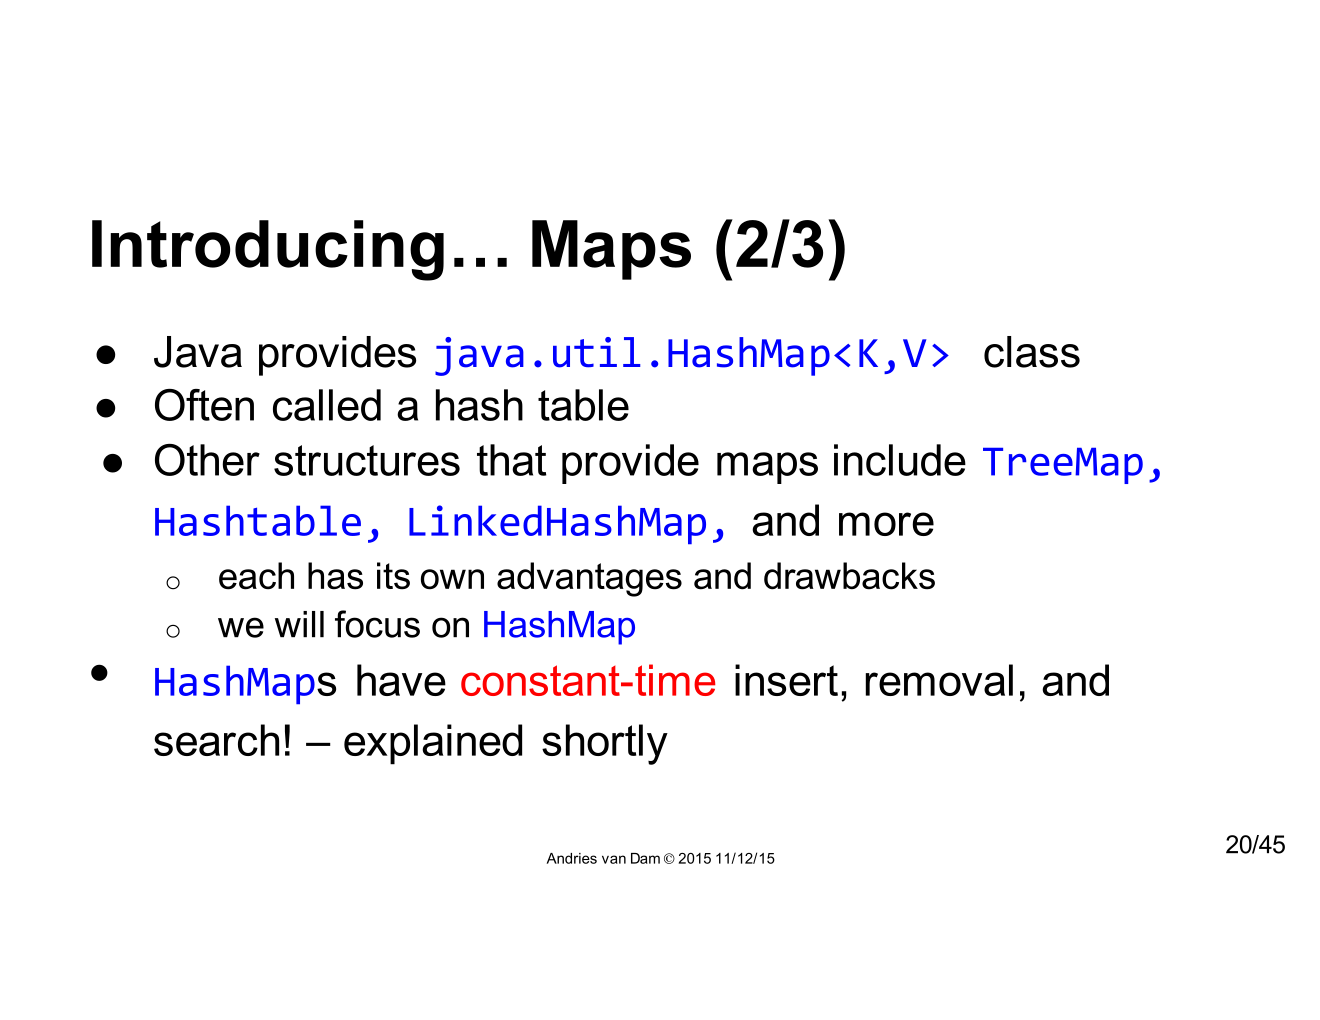 Introducing… Maps (2/3)
● Java provides java.util.HashMap<K,V> class
● Often called a hash table
● Other structures that provide maps include TreeMap,
Hashtable, LinkedHashMap, and more
○ each has its own advantages and drawbacks
○ we will focus on HashMap
• HashMaps have constant-time insert, removal, and
search! – explained shortly
Andries van Dam © 2015 11/12/15
20/45